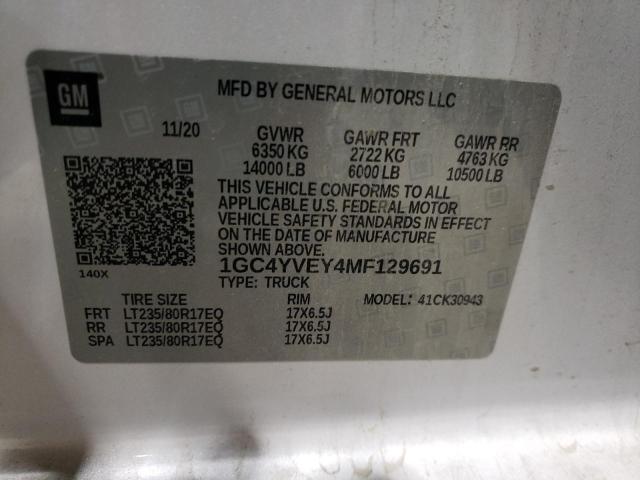 GM
MFD BY GENERAL MOTORS LLC
11/20 GVWR GAWR FRT GAWR RR
6350 KG 2722 KG 4763 KG
14000 LB 6000 LB 10500 LB
THIS VEHICLE CONFORMS TO ALL
APPLICABLE U.S. FEDERAL MOTOR
VEHICLE SAFETY STANDARDS IN EFFECT
ON THE DATE OF MANUFACTURE
SHOWN ABOVE.
140X
1GC4YVEY4MF129691
TYPE: TRUCK
TIRE SIZE RIM MODEL: 41CK30943
FRT LT235/80R17EQ 17X6.5J
RR LT235/80R17EQ 17X6.5J
SPA LT235/80R17EQ 17X6.5J